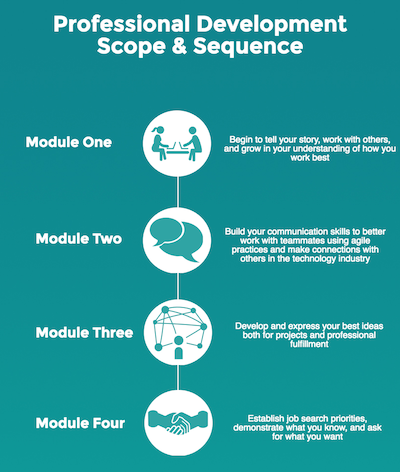 Professional Development
Scope & Sequence
Module One
Begin to tell your story, work with others,
and grow in your understanding of how you
work best
Module Two
Build your communication skills to better
work with teammates using agile
practices and make connections with
others in the technology industry
Module Three
Develop and express your best ideas
both for projects and professional
fulfillment
Module Four
Establish job search priorities,
demonstrate what you know, and ask
for what you want